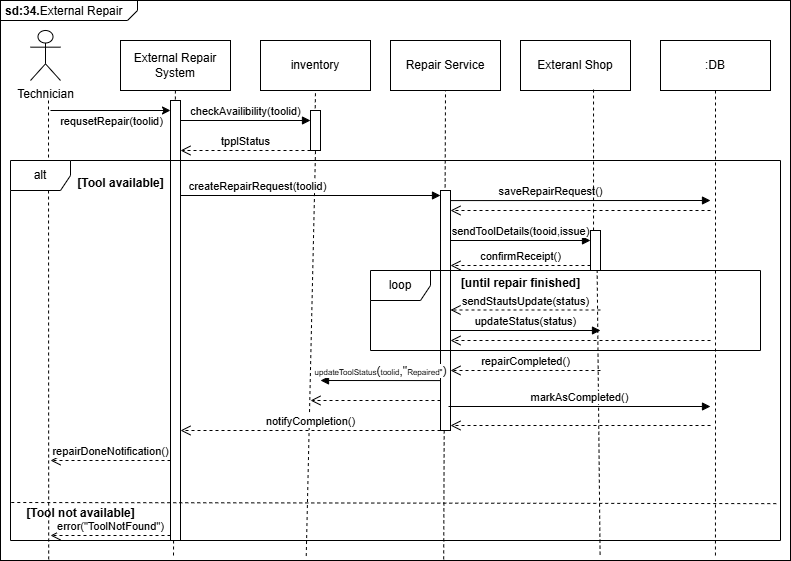 sd:34.External Repair
Technician
External Repair
System
inventory
Repair Service
Exteranl Shop
:DB
requsetRepair(toolid)
checkAvailibility(toolid)
tpplStatus
alt
[Tool available]
createRepairRequest(toolid)
saveRepairRequest()
sendToolDetails(tooid,issue)
confirmReceipt()
loop
[until repair finished]
sendStautsUpdate(status)
updateStatus(status)
repairCompleted()
updateToolStatus(toolid,"Repaired")
markAsCompleted()
notifyCompletion()
repairDoneNotification()
[Tool not available]
error("ToolNotFound")